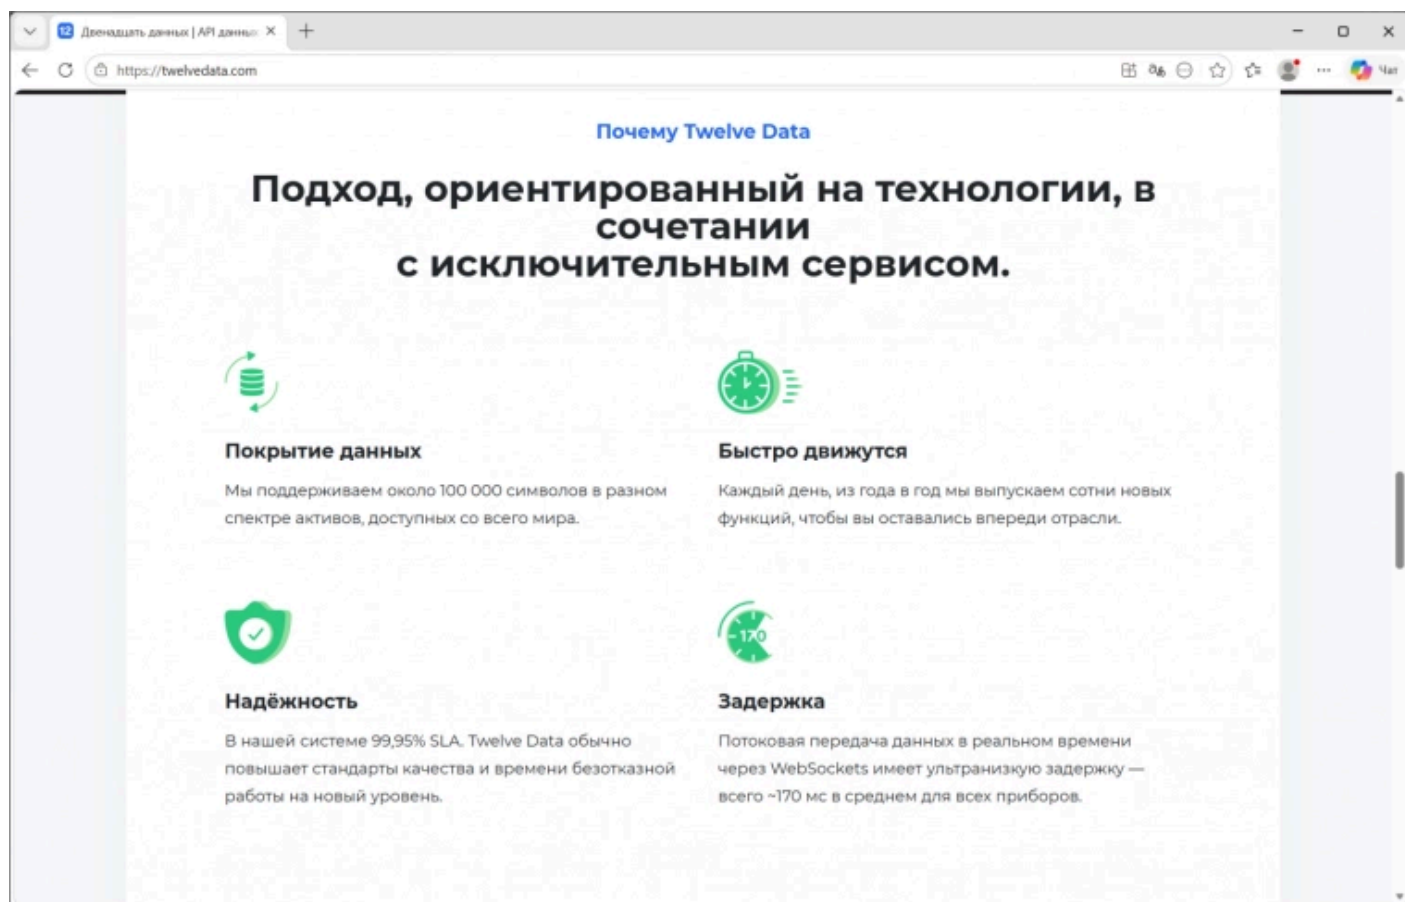 12 Двенадцать данных | API данных
https://twelvedata.com
Чат
Почему Twelve Data
Подход, ориентированный на технологии, в
сочетании
с исключительным сервисом.
Покрытие данных
Мы поддерживаем около 100 000 символов в разном
спектре активов, доступных со всего мира.
Быстро движутся
Каждый день, из года в год мы выпускаем сотни новых
функций, чтобы вы оставались впереди отрасли.
170
Надёжность
В нашей системе 99,95% SLA. Twelve Data обычно
повышает стандарты качества и времени безотказной
работы на новый уровень.
Задержка
Потоковая передача данных в реальном времени
через WebSockets имеет ультранизкую задержку —
всего ~170 мс в среднем для всех приборов.